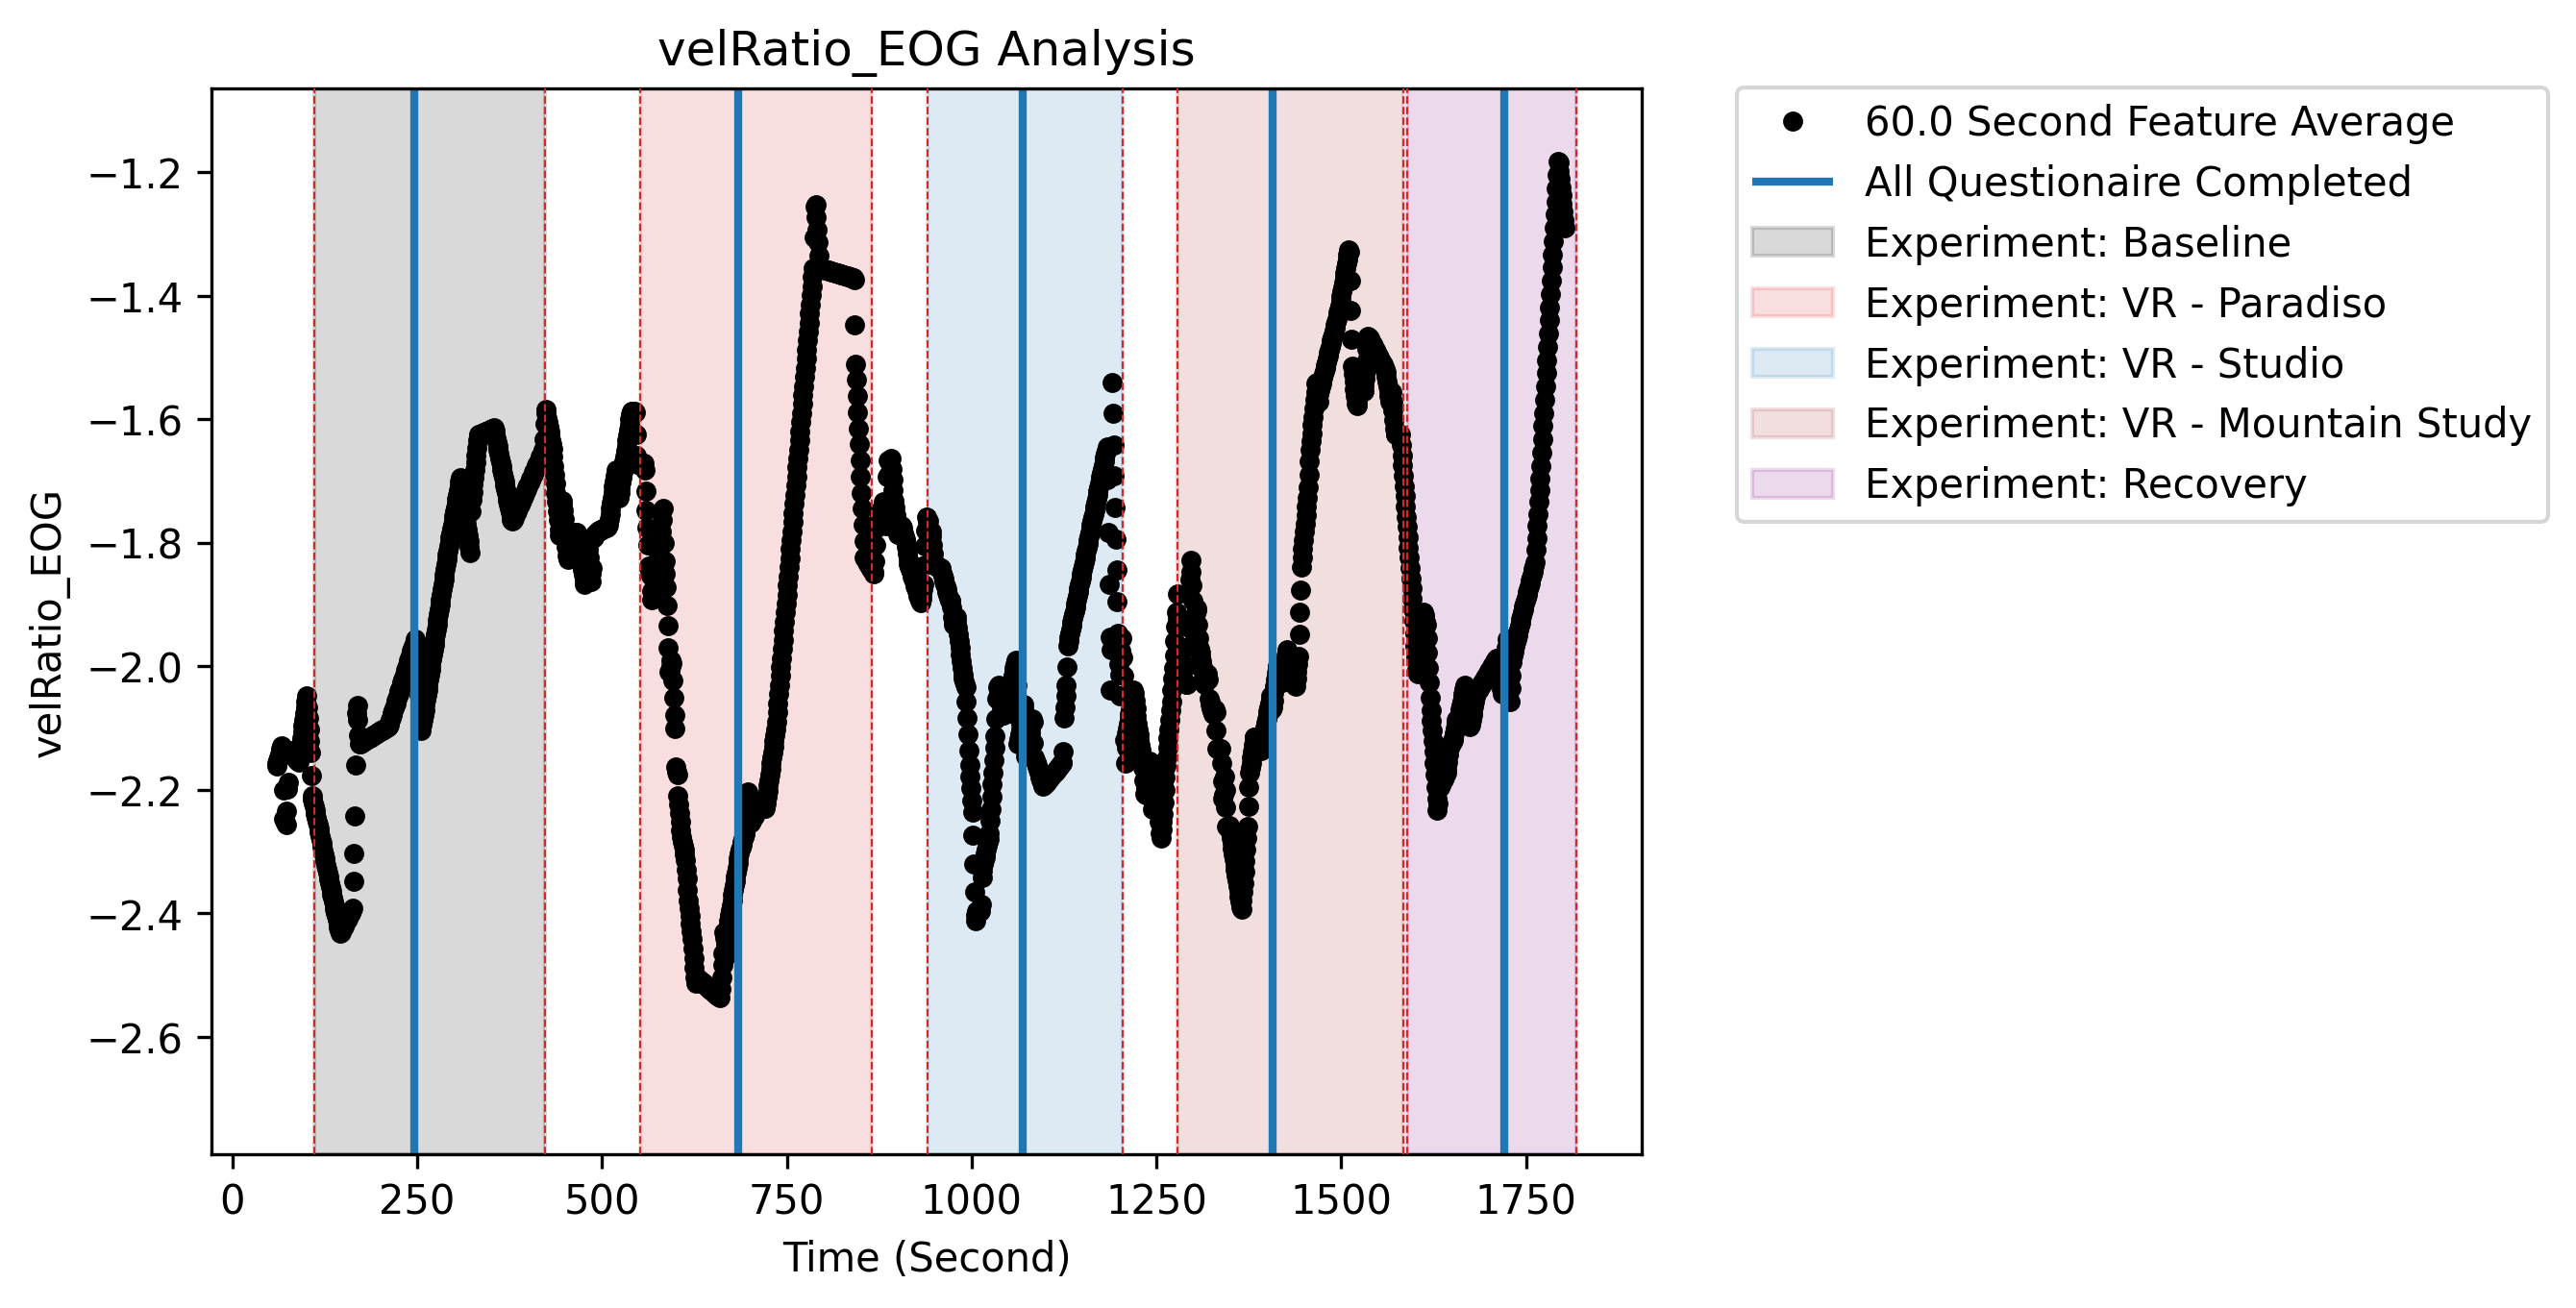 velRatio_EOG Analysis
velRatio_EOG
−1.2
−1.4
−1.6
−1.8
−2.0
−2.2
−2.4
−2.6
0 250 500 750 1000 1250 1500 1750
Time (Second)
60.0 Second Feature Average
All Questionaire Completed
Experiment: Baseline
Experiment: VR - Paradiso
Experiment: VR - Studio
Experiment: VR - Mountain Study
Experiment: Recovery